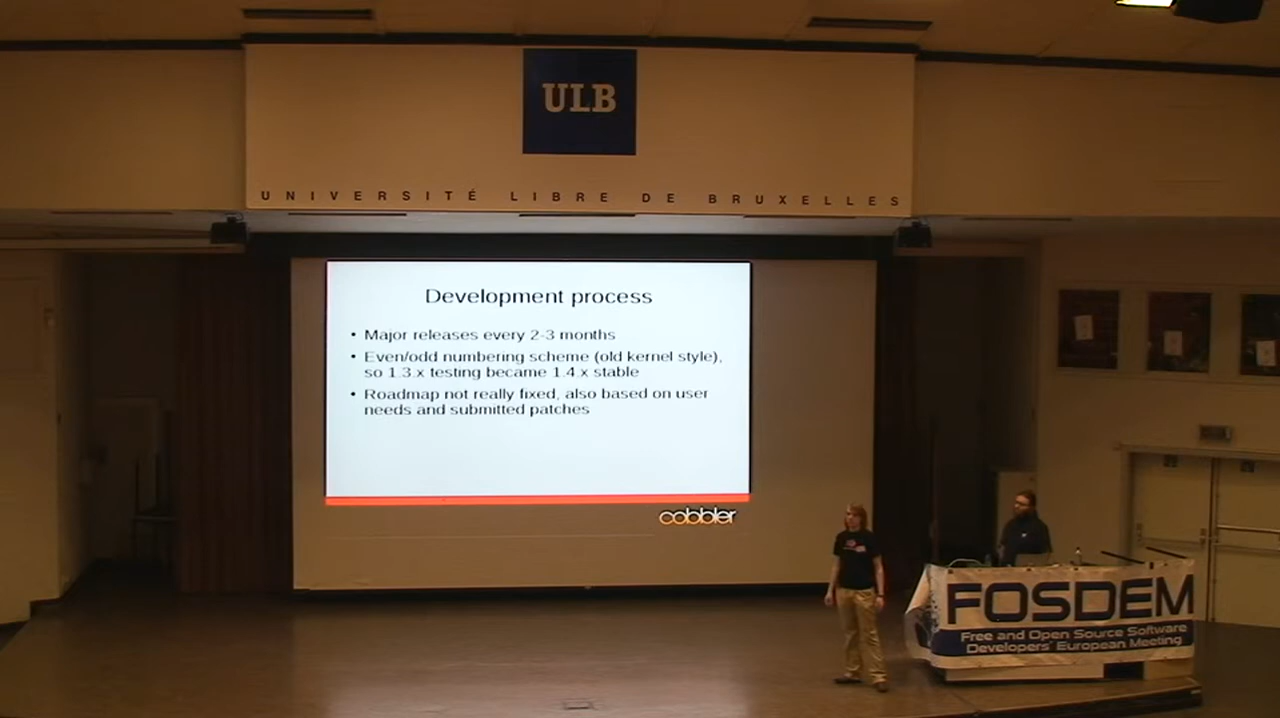 ULB
UNIVERSITÉ LIBRE DE BRUXELLES
Development process
• Major releases every 2-3 months
• Even/odd numbering scheme (old kernel style),
so 1.3.x testing became 1.4.x stable
• Roadmap not really fixed, also based on user
needs and submitted patches
cobbler
FOSDEM
Free and Open Source Software
Developers' European Meeting